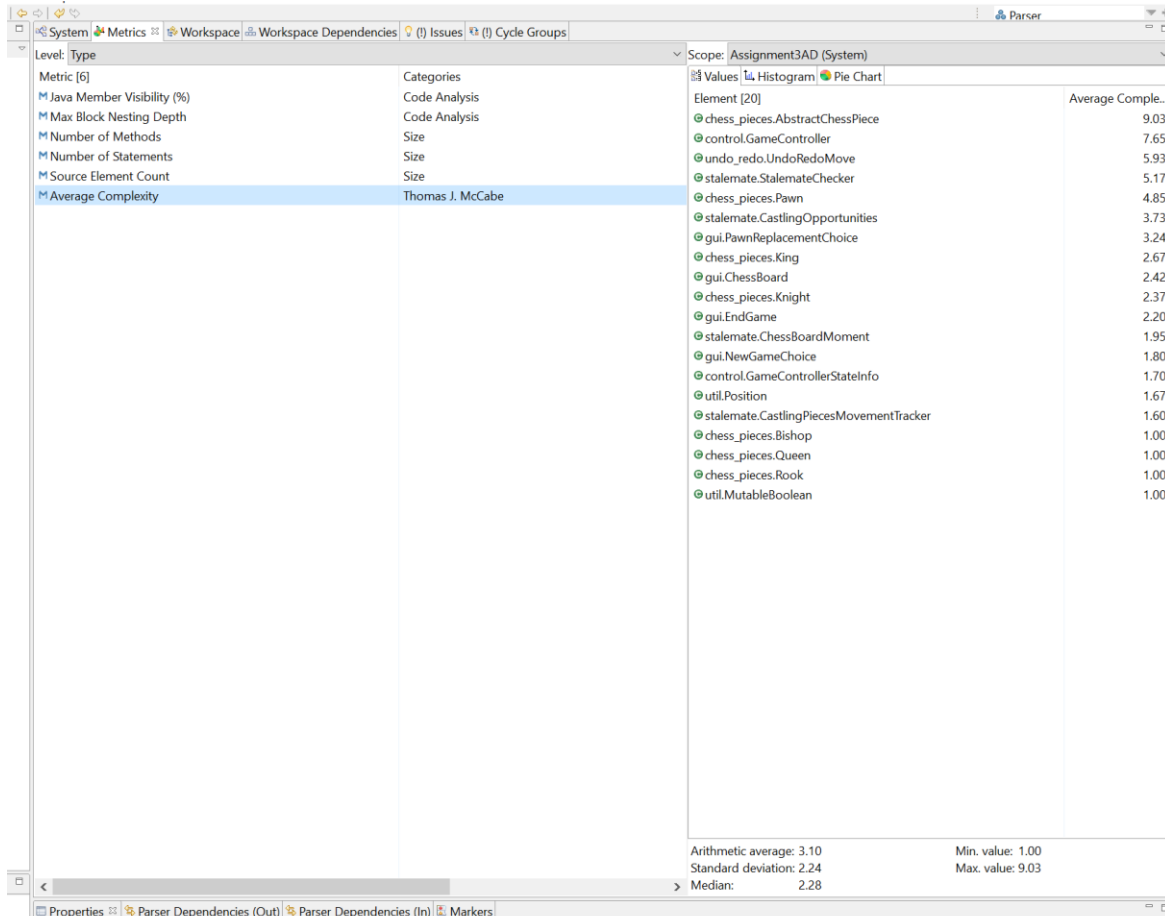 Parser
System Metrics Workspace Workspace Dependencies (!) Issues (!) Cycle Groups
Level: Type
Metric [6] Categories
Java Member Visibility (%) Code Analysis
Max Block Nesting Depth Code Analysis
Number of Methods Size
Number of Statements Size
Source Element Count Size
Average Complexity Thomas J. McCabe
Scope: Assignment3AD (System)
Values Histogram Pie Chart
Element [20] Average Comple..
chess_pieces.AbstractChessPiece 9.03
control.GameController 7.65
undo_redo.UndoRedoMove 5.93
stalemate.StalemateChecker 5.17
chess_pieces.Pawn 4.85
stalemate.CastlingOpportunities 3.73
gui.PawnReplacementChoice 3.24
chess_pieces.King 2.67
gui.ChessBoard 2.42
chess_pieces.Knight 2.37
gui.EndGame 2.20
stalemate.ChessBoardMoment 1.95
gui.NewGameChoice 1.80
control.GameControllerStateInfo 1.70
util.Position 1.67
stalemate.CastlingPiecesMovementTracker 1.60
chess_pieces.Bishop 1.00
chess_pieces.Queen 1.00
chess_pieces.Rook 1.00
util.MutableBoolean 1.00
Arithmetic average: 3.10 Min. value: 1.00
Standard deviation: 2.24 Max. value: 9.03
Median: 2.28
Properties Parser Dependencies (Out) Parser Dependencies (In) Markers